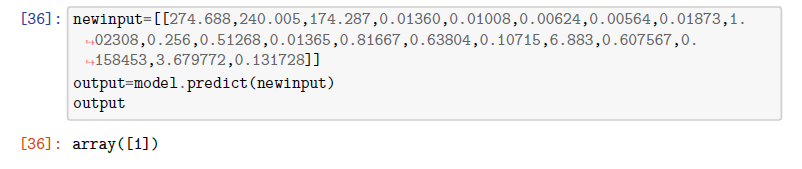 [36]: newinput=[[274.688,240.005,174.287,0.01360,0.01008,0.00624,0.00564,0.01873,1.
↪02308,0.256,0.51268,0.01365,0.81667,0.63804,0.10715,6.883,0.607567,0.
↪158453,3.679772,0.131728]]
output=model.predict(newinput)
output
[36]: array([1])